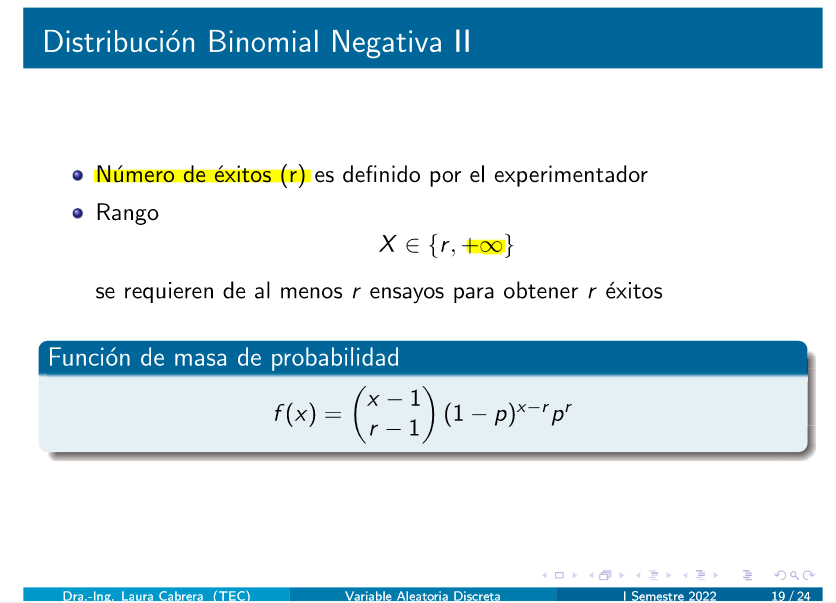 Distribución Binomial Negativa II
Número de éxitos (r) es definido por el experimentador
Rango
X ∈ {r, +∞}
se requieren de al menos r ensayos para obtener r éxitos
Función de masa de probabilidad
f(x) = \binom{x − 1}{r − 1} (1 − p)^{x−r} p^r
Dra.-Ing. Laura Cabrera (TEC) Variable Aleatoria Discreta I Semestre 2022 19 / 24